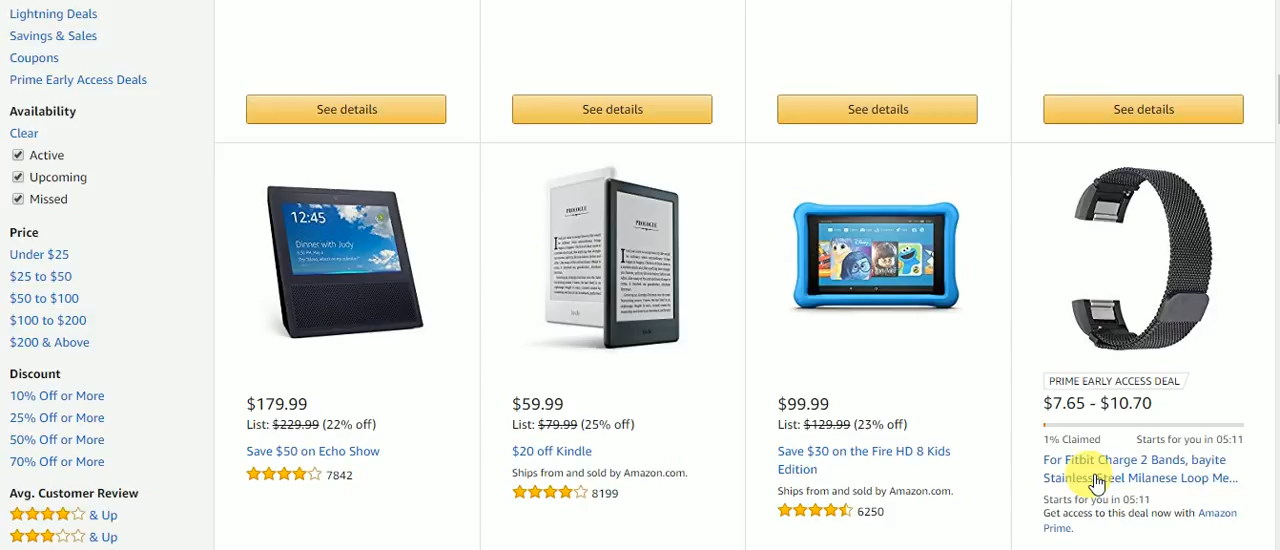 Lightning Deals
Savings & Sales
Coupons
Prime Early Access Deals
Availability
Clear
Active
Upcoming
Missed
Price
Under $25
$25 to $50
$50 to $100
$100 to $200
$200 & Above
Discount
10% Off or More
25% Off or More
50% Off or More
70% Off or More
Avg. Customer Review
& Up
& Up
See details
See details
See details
See details
12:45
Dinner with Judy
PROLOGUE
PROLOGUE
kindle
$179.99
List: $229.99 (22% off)
Save $50 on Echo Show
7842
$59.99
List: $79.99 (25% off)
$20 off Kindle
Ships from and sold by Amazon.com.
8199
$99.99
List: $129.99 (23% off)
Save $30 on the Fire HD 8 Kids
Edition
Ships from and sold by Amazon.com.
6250
PRIME EARLY ACCESS DEAL
$7.65 - $10.70
1% Claimed Starts for you in 05:11
For Fitbit Charge 2 Bands, bayite
Stainless Steel Milanese Loop Me...
Starts for you in 05:11
Get access to this deal now with Amazon
Prime.